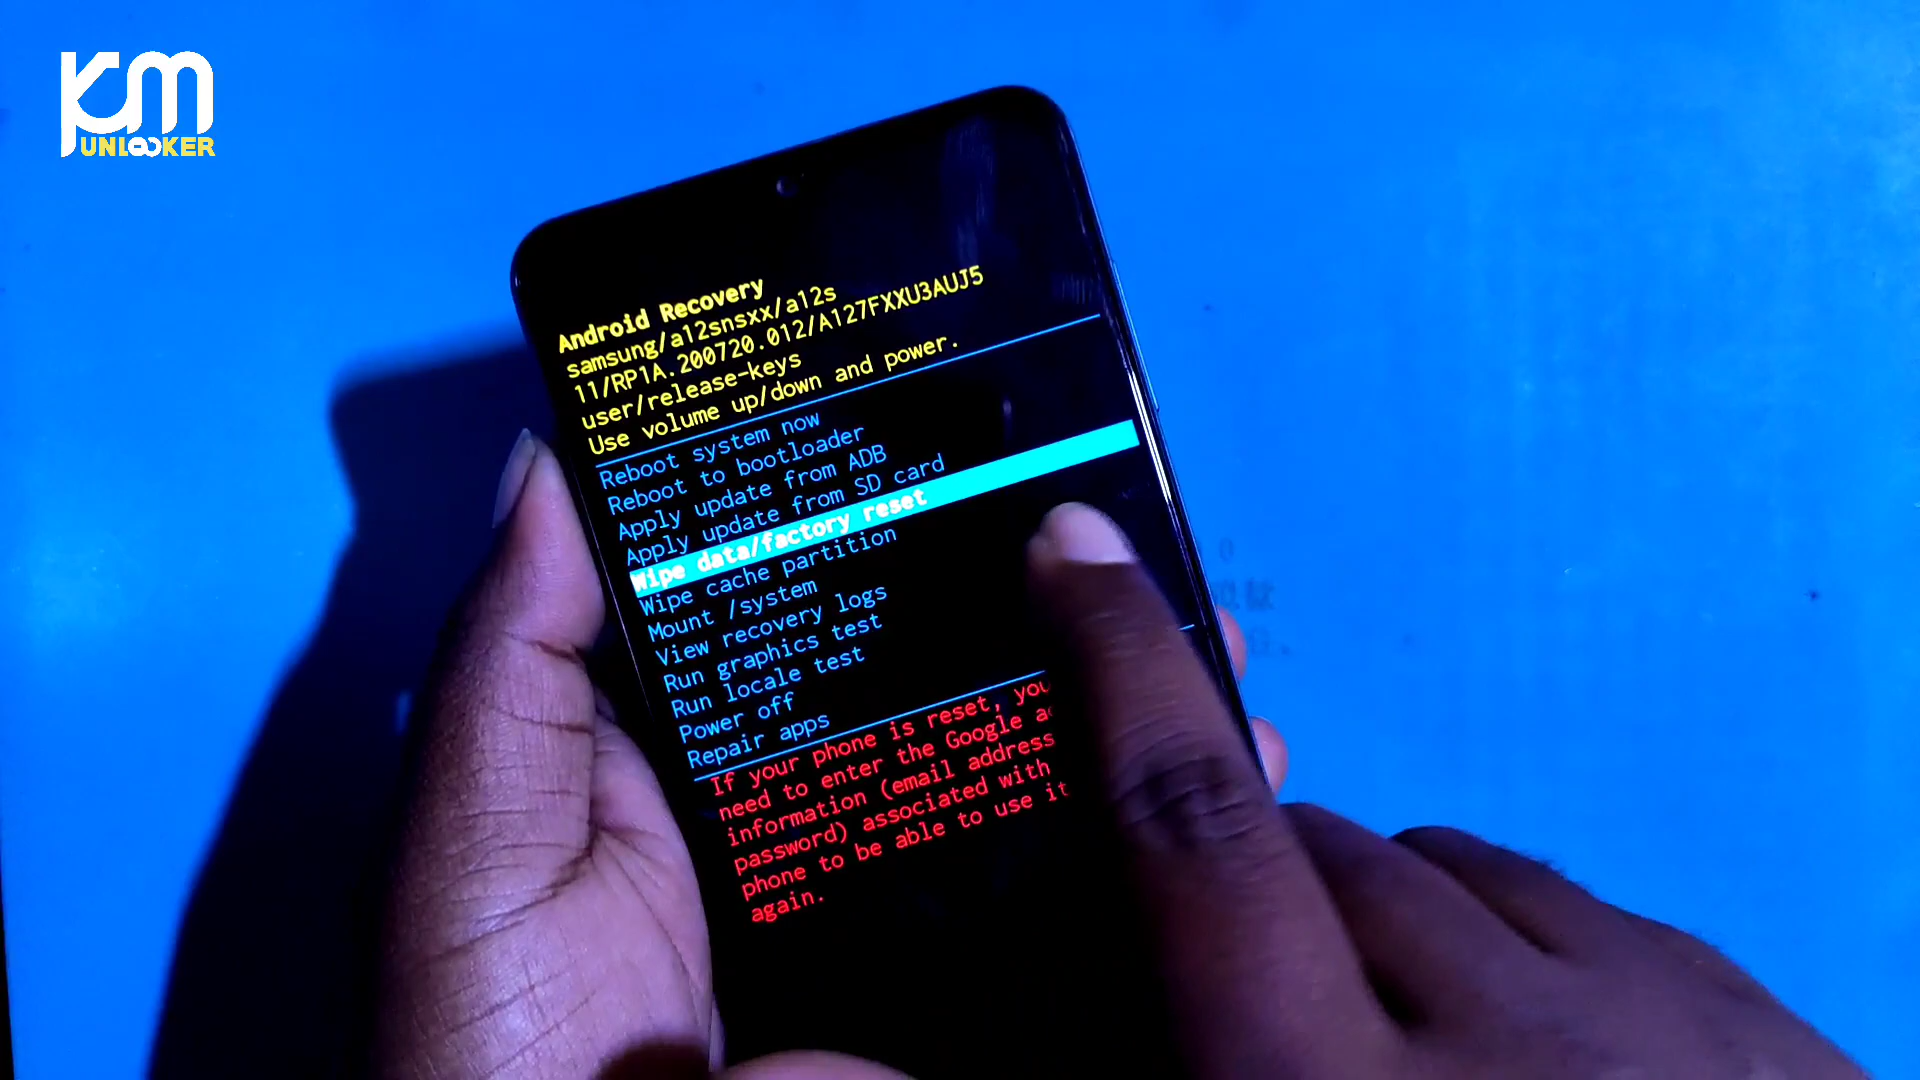 KM
UNLOCKER
Android Recovery
samsung/a12snsxx/a12s
11/RP1A.200720.012/A127FXXU3AUJ5
user/release-keys
Use volume up/down and power.
Reboot system now
Reboot to bootloader
Apply update from ADB
Apply update from SD card
Wipe data/factory reset
Wipe cache partition
Mount /system
View recovery logs
Run graphics test
Run locale test
Power off
Repair apps
If your phone is reset, you
need to enter the Google
information (email address
password) associated with
phone to be able to use it
again.